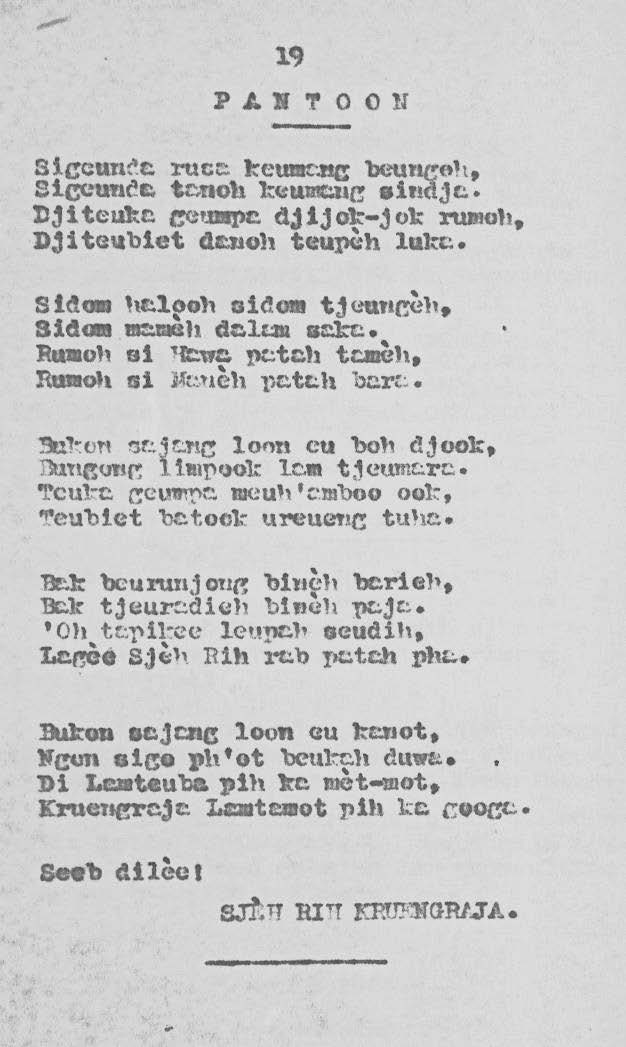 19
PANTOON
Sigeunda rusa keumang beungoh,
Sigeunda tanoh keumang sindja.
Djiteuka geumpa djijok-jok rumoh,
Djiteubiet danoh teupèh luka.
Sidom halooh sidom tjeungèh,
Sidom mamèh dalam saka.
Rumoh si Hawa patah tamèh,
Rumoh si Manèh patah bara.
Bukon sajang loon eu boh djook,
Bungong limpook lam tjeumara.
Teuka geumpa meuh'amboo ook,
Teubiet batook ureueng tuha.
Bak beurunjong binèh barieh,
Bak tjeuradieh binèh paja.
'Oh tapikee leupah seudih,
Lagèe Sjèh Rih rab patah pha.
Bukon sajang loon eu kanot,
Ngon sigo ph'ot beukah duwa.
Di Lamteuba pih ka mèt-mot,
Kruengraja Lamtamot pih ka googa.
Seeb dilèe!
SJÈH RIH KRUENGRAJA.